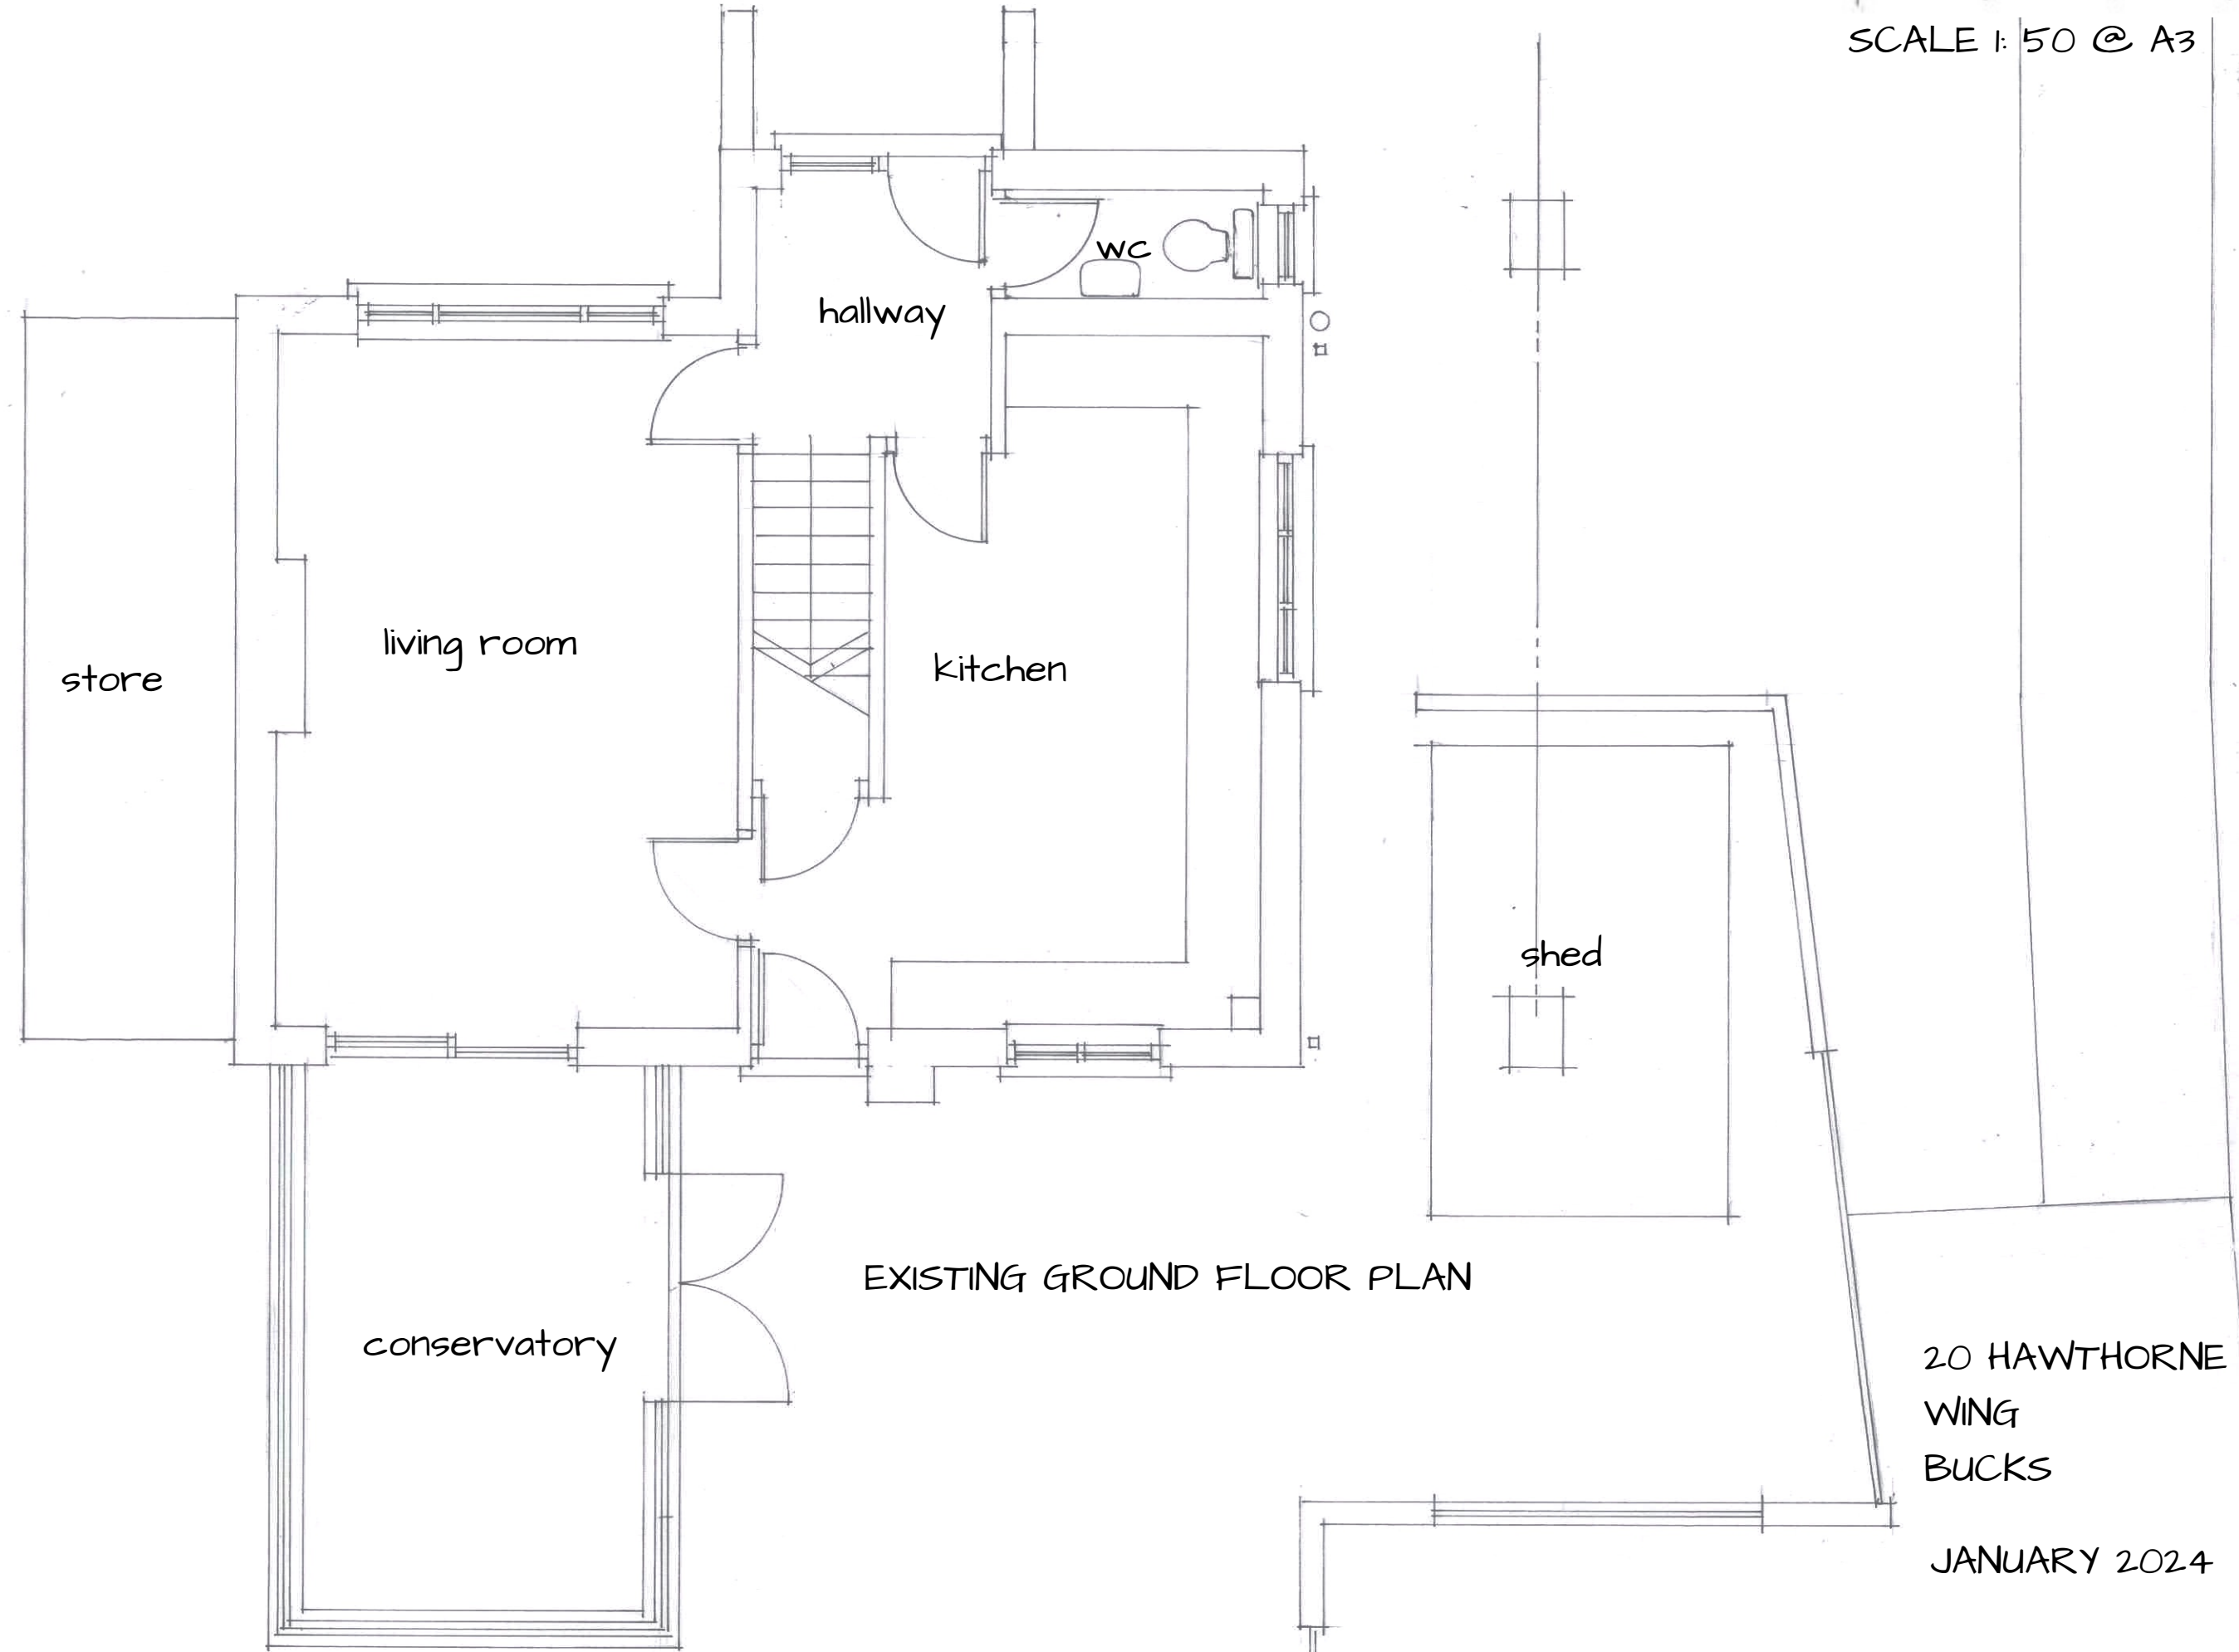 SCALE 1: 50 @ A3
wc
hallway
living room
kitchen
store
shed
EXISTING GROUND FLOOR PLAN
conservatory
20 HAWTHORNE
WING
BUCKS
JANUARY 2024